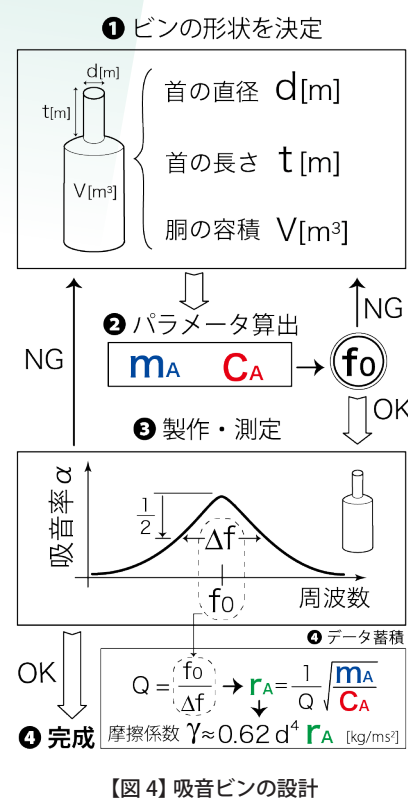 ❶ ビンの形状を決定
d[m]
t[m]
V[m³]
首の直径 d[m]
首の長さ t[m]
胴の容積 V[m³]
NG
NG
❷ パラメータ算出
mA CA → f0
OK
❸ 製作・測定
吸音率α
1/2
Δf
f0
周波数
❹ データ蓄積
OK
Q = f0/Δf → rA = 1/Q √(mA/CA)
❹ 完成
摩擦係数 γ≈0.62 d⁴ rA [kg/ms²]
【図 4】吸音ビンの設計